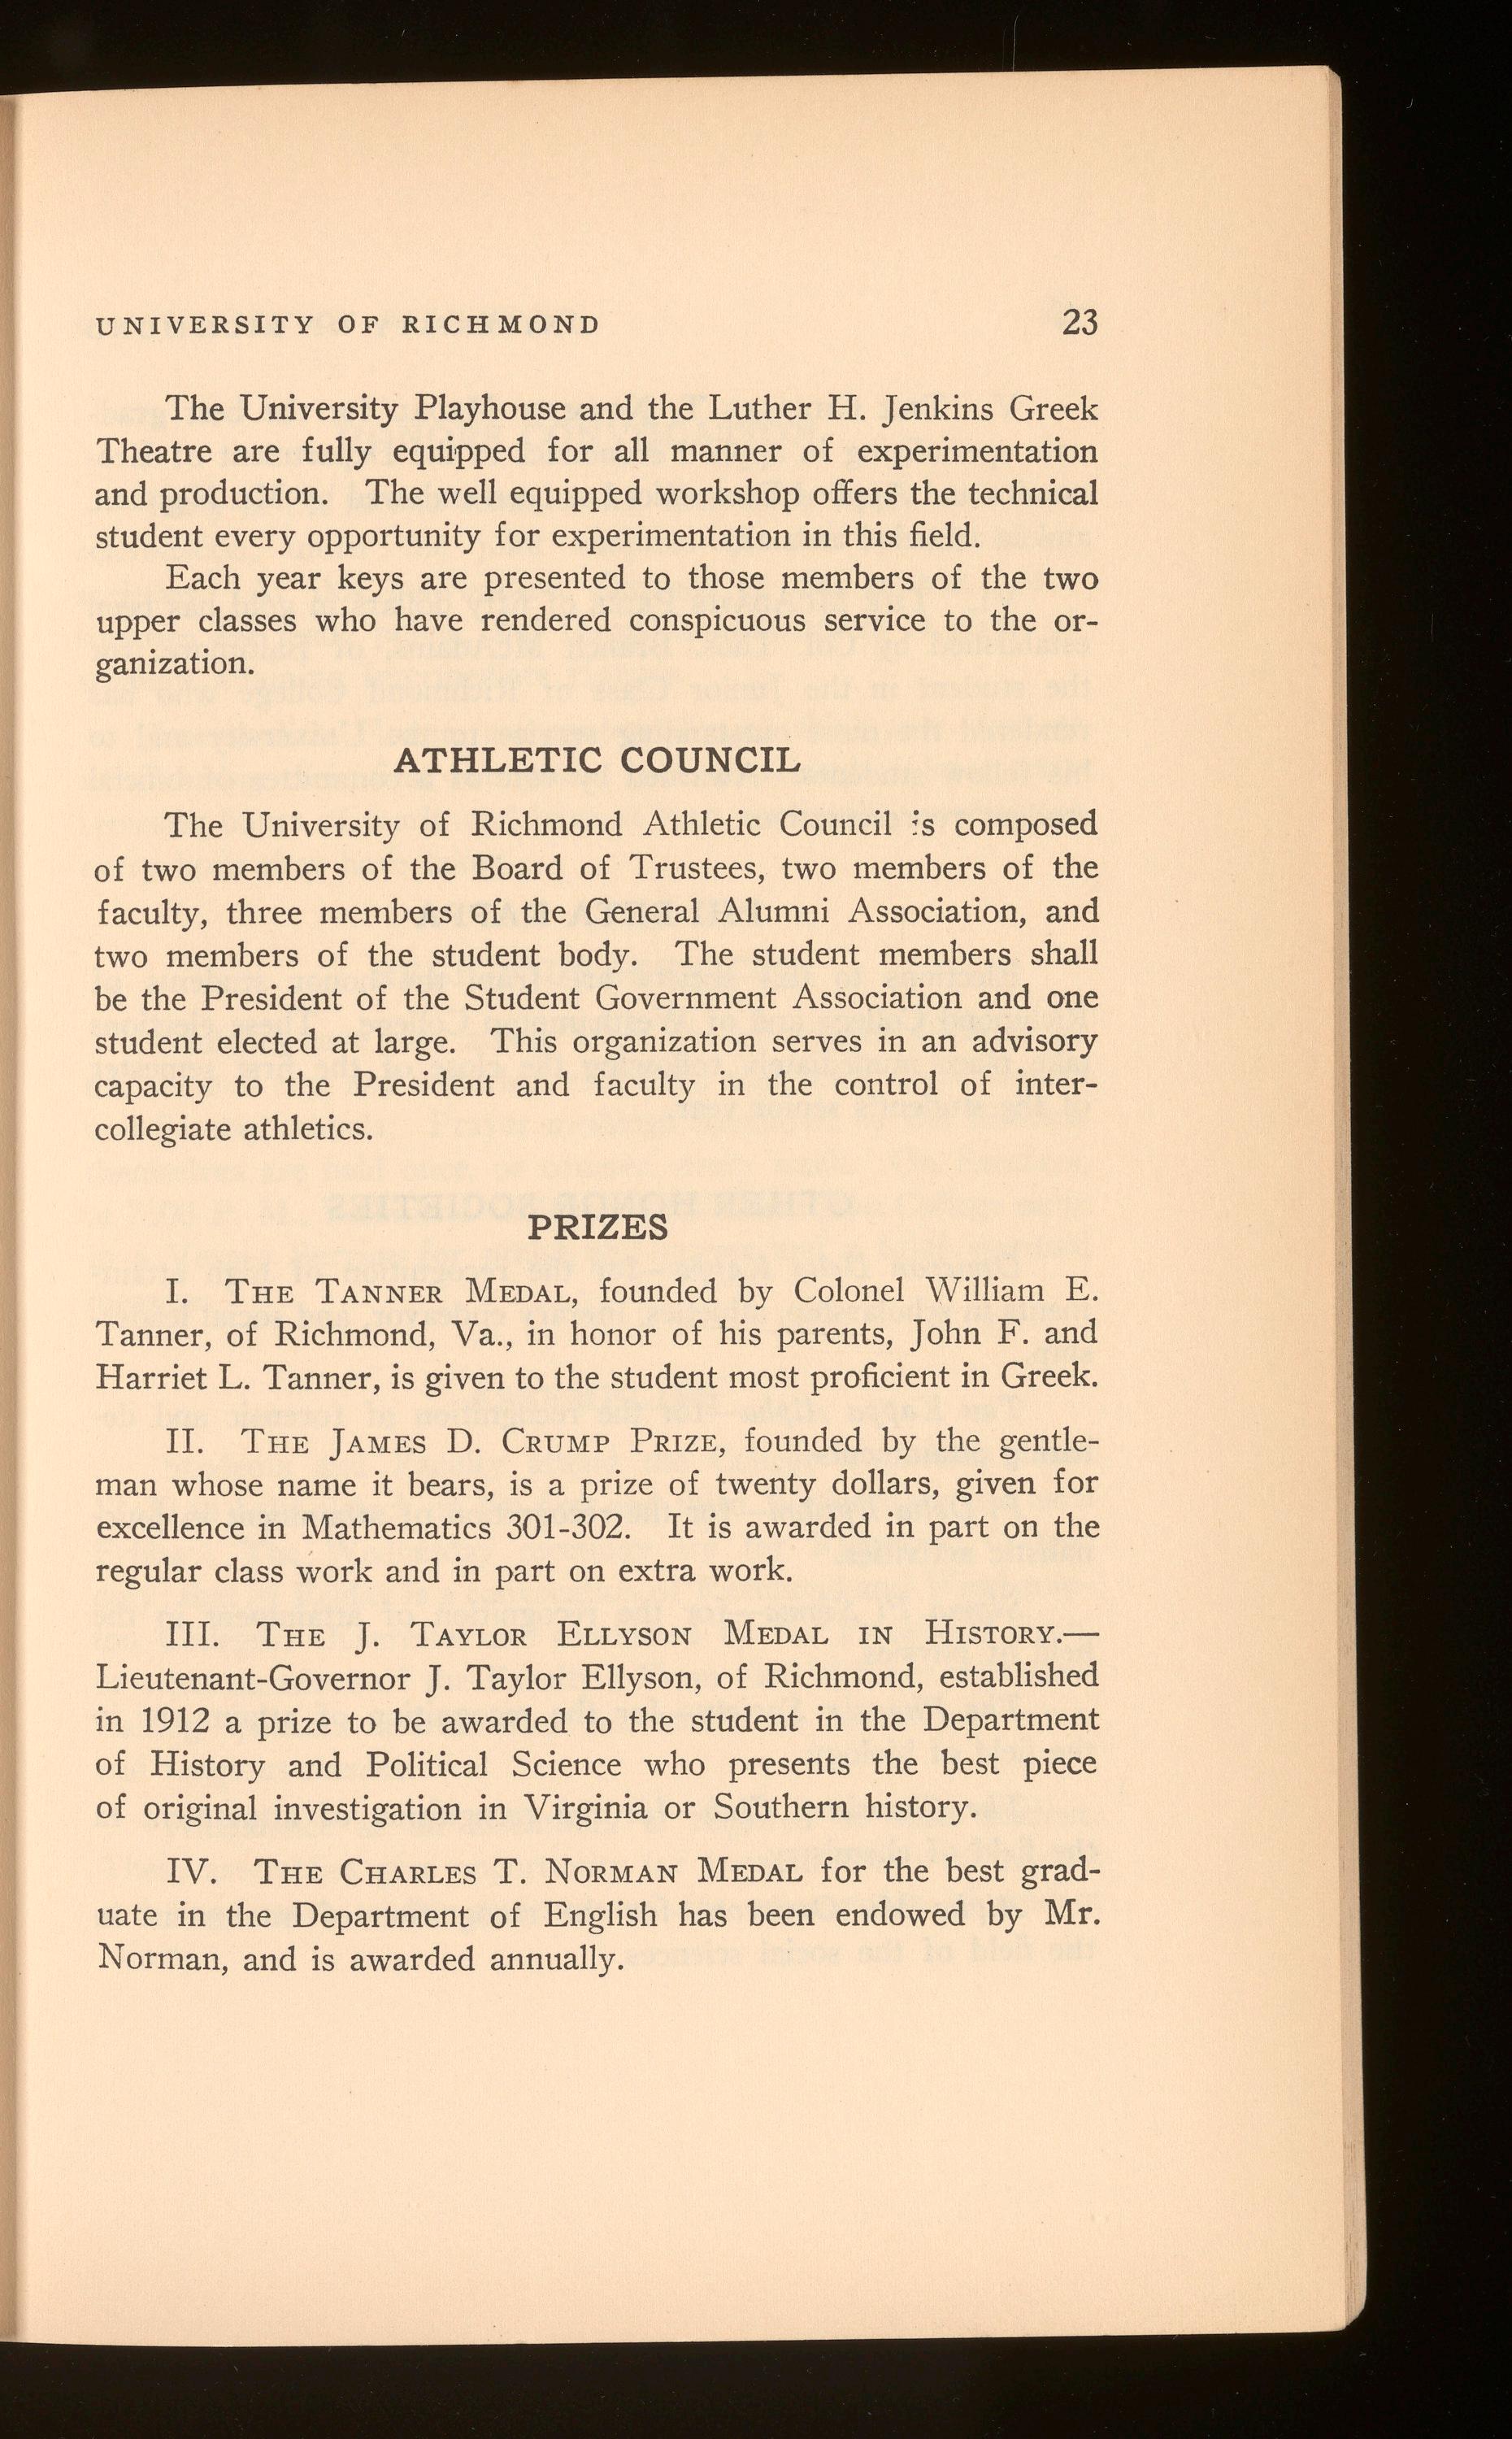 UNIVERSITY OF RICHMOND 23
The University Playhouse and the Luther H. Jenkins Greek
Theatre are fully equipped for all manner of experimentation
and production. The well equipped workshop offers the technical
student every opportunity for experimentation in this field.
Each year keys are presented to those members of the two
upper classes who have rendered conspicuous service to the or-
ganization.
ATHLETIC COUNCIL
The University of Richmond Athletic Council is composed
of two members of the Board of Trustees, two members of the
faculty, three members of the General Alumni Association, and
two members of the student body. The student members shall
be the President of the Student Government Association and one
student elected at large. This organization serves in an advisory
capacity to the President and faculty in the control of inter-
collegiate athletics.
PRIZES
I. THE TANNER MEDAL, founded by Colonel William E.
Tanner, of Richmond, Va., in honor of his parents, John F. and
Harriet L. Tanner, is given to the student most proficient in Greek.
II. THE JAMES D. CRUMP PRIZE, founded by the gentle-
man whose name it bears, is a prize of twenty dollars, given for
excellence in Mathematics 301-302. It is awarded in part on the
regular class work and in part on extra work.
III. THE J. TAYLOR ELLYSON MEDAL IN HISTORY.—
Lieutenant-Governor J. Taylor Ellyson, of Richmond, established
in 1912 a prize to be awarded to the student in the Department
of History and Political Science who presents the best piece
of original investigation in Virginia or Southern history.
IV. THE CHARLES T. NORMAN MEDAL for the best grad-
uate in the Department of English has been endowed by Mr.
Norman, and is awarded annually.